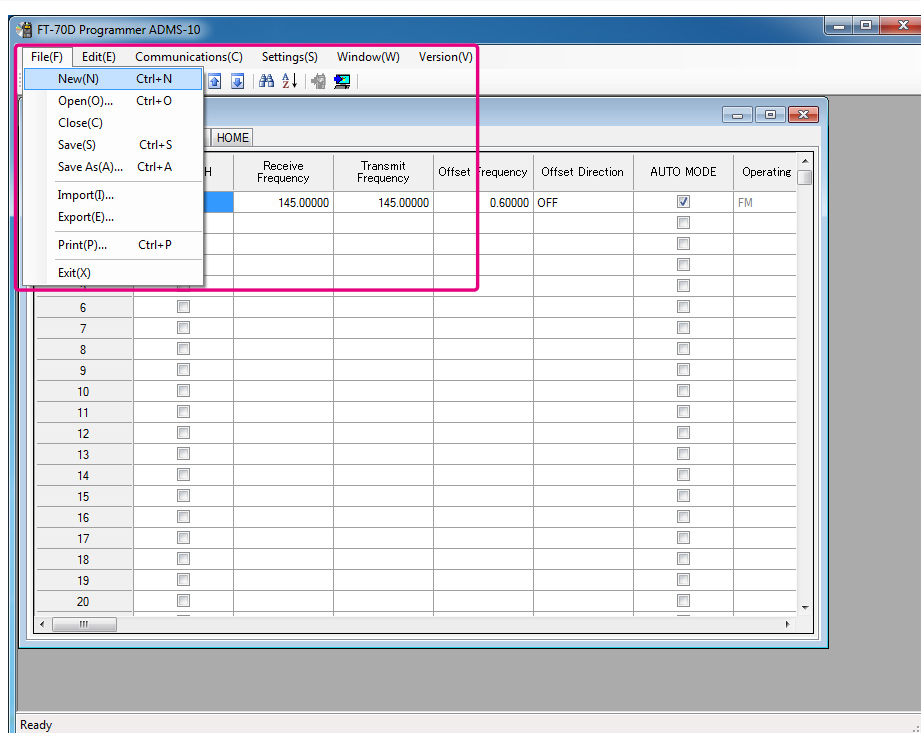 FT-70D Programmer ADMS-10
File(F) Edit(E) Communications(C) Settings(S) Window(W) Version(V)
New(N) Ctrl+N
Open(O)... Ctrl+O
Close(C)
Save(S) Ctrl+S
Save As(A)... Ctrl+A
Import(I)...
Export(E)...
Print(P)... Ctrl+P
Exit(X)
HOME
H Receive Frequency Transmit Frequency Offset Frequency Offset Direction AUTO MODE Operating
145.00000 145.00000 0.60000 OFF FM
6
7
8
9
10
11
12
13
14
15
16
17
18
19
20
Ready